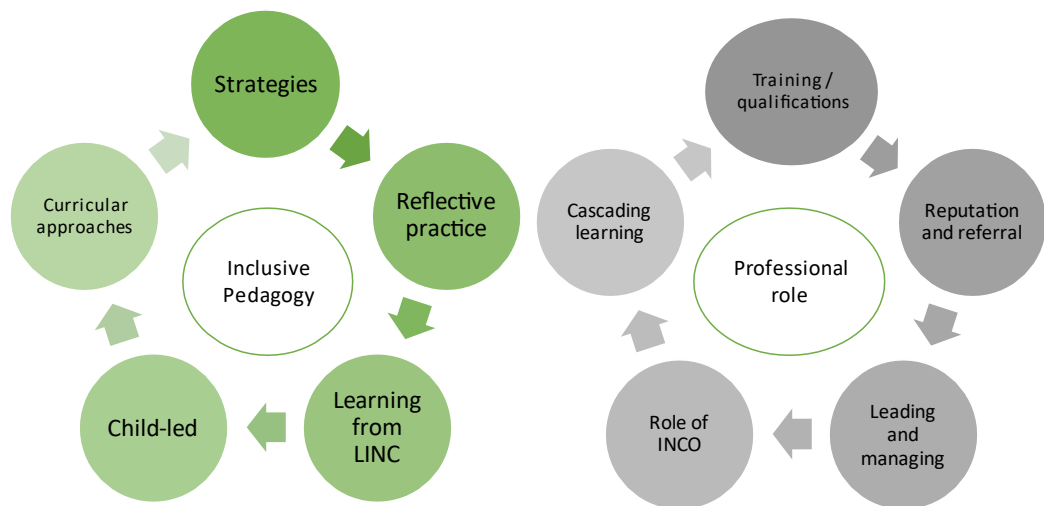 Strategies
Reflective
practice
Learning
from
LINC
Child-led
Curricular
approaches
Inclusive
Pedagogy
Training /
qualifications
Reputation
and referral
Leading
and
managing
Role of
INCO
Cascading
learning
Professional
role